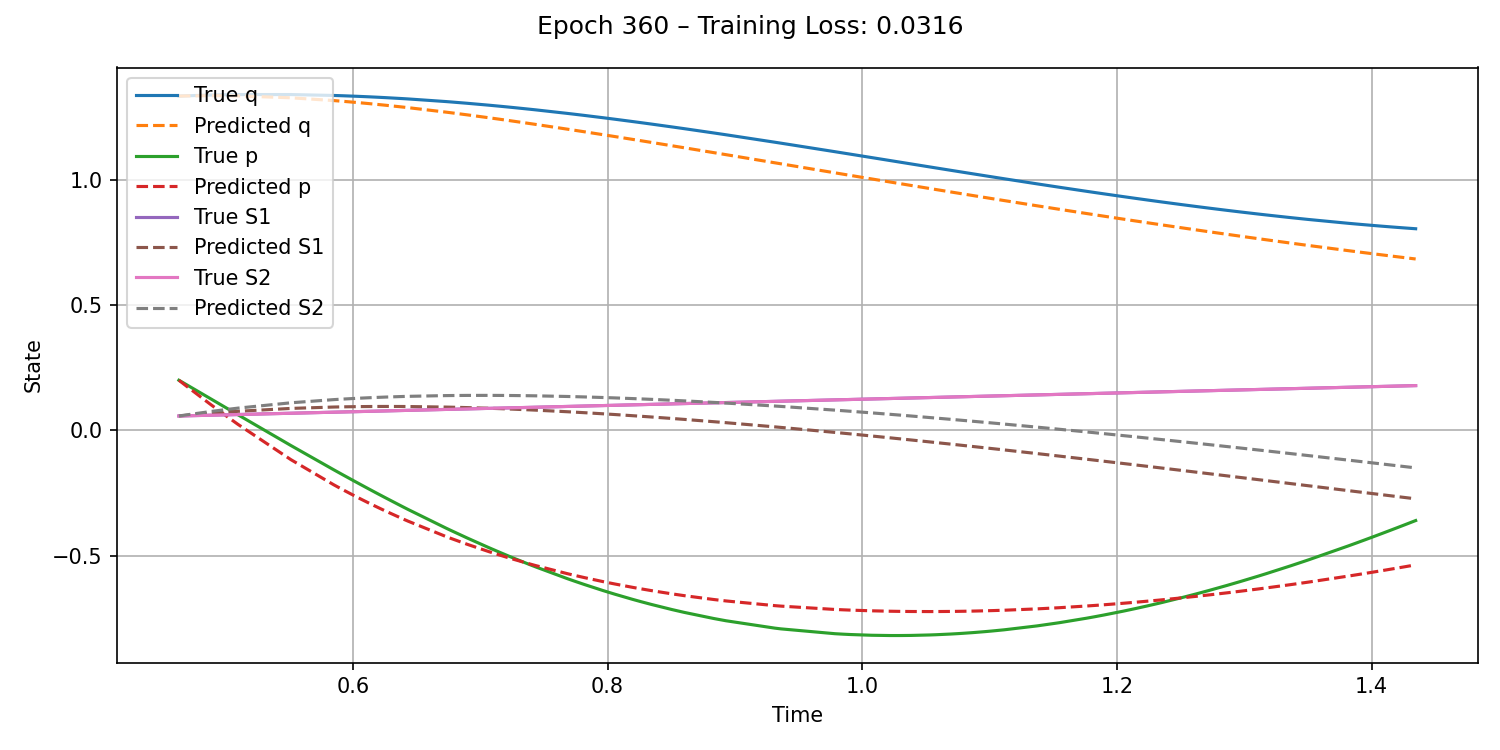 Epoch 360 – Training Loss: 0.0316
True q
Predicted q
True p
Predicted p
True S1
Predicted S1
True S2
Predicted S2
1.0
0.5
0.0
−0.5
State
0.6
0.8
1.0
1.2
1.4
Time